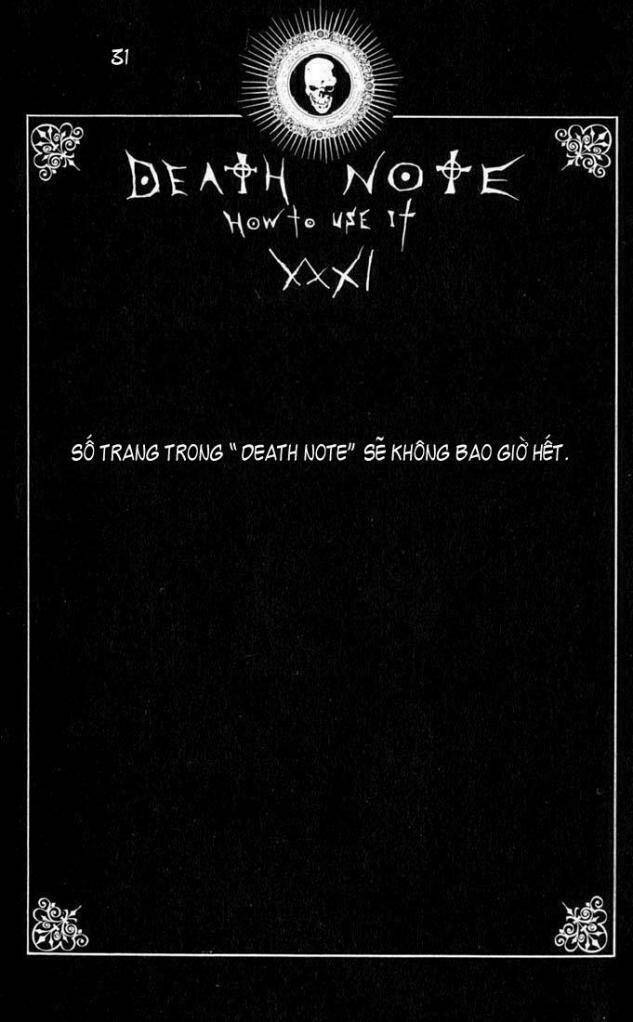 31
DEATH NOTE
HOW to USE IT
XXXI
SỐ TRANG TRONG “ DEATH NOTE” SẼ KHÔNG BAO GIỜ HẾT.